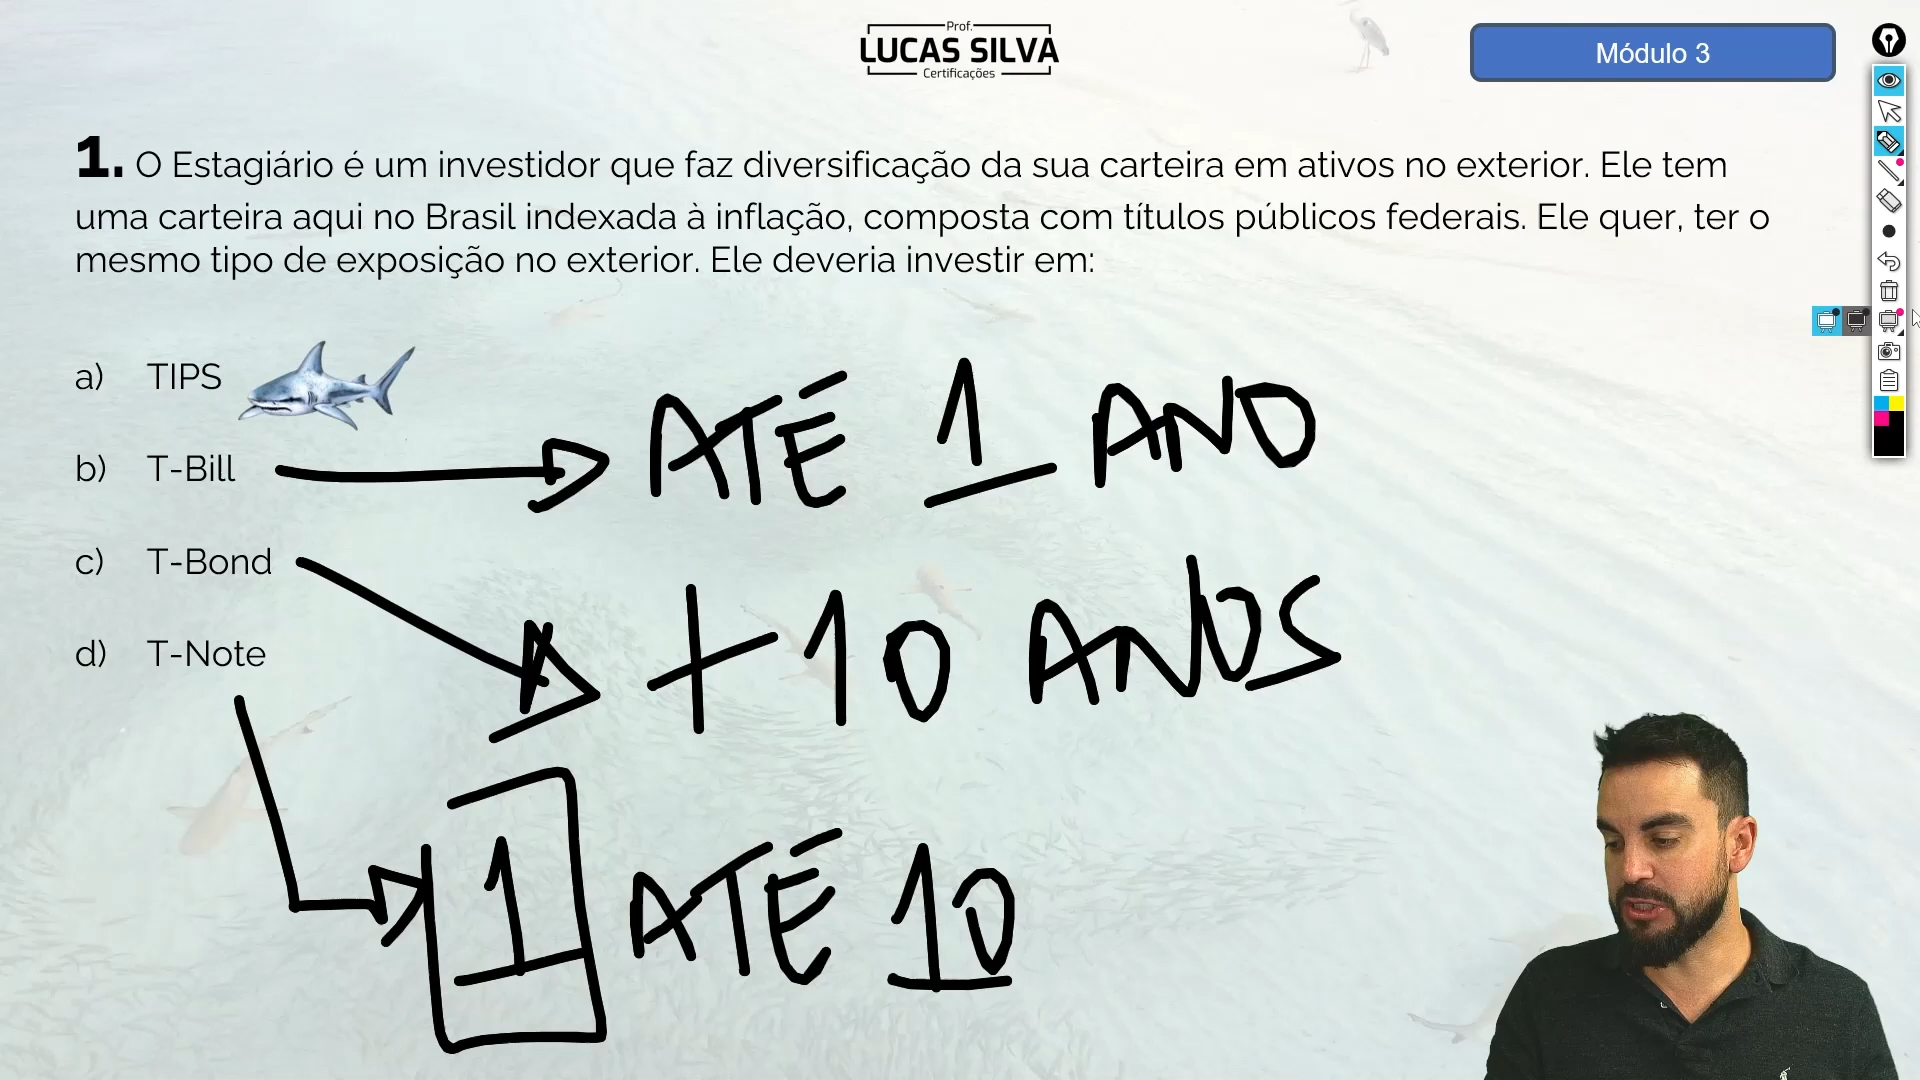 Prof.
LUCAS SILVA
Certificações
Módulo 3
1. O Estagiário é um investidor que faz diversificação da sua carteira em ativos no exterior. Ele tem
uma carteira aqui no Brasil indexada à inflação, composta com títulos públicos federais. Ele quer, ter o
mesmo tipo de exposição no exterior. Ele deveria investir em:
a) TIPS
b) T-Bill
ATÉ 1 ANO
c) T-Bond
+10 ANOS
d) T-Note
1 ATÉ 10